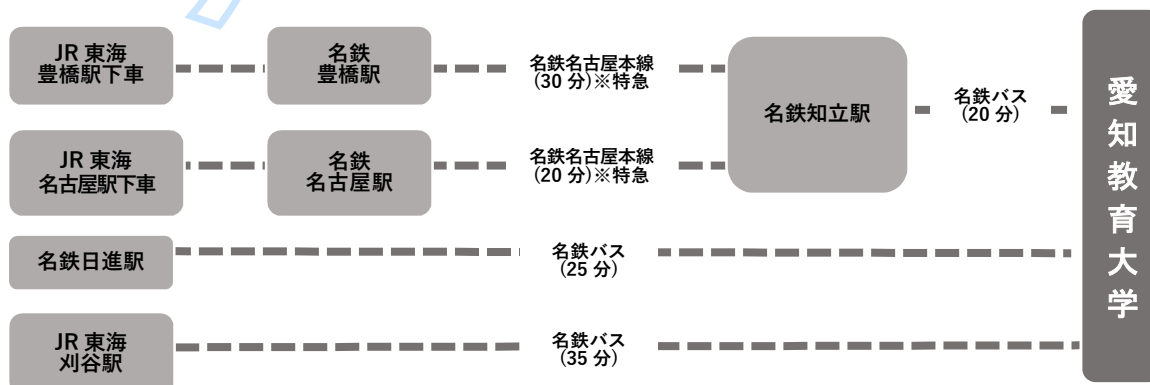 JR 東海
豊橋駅下車
名鉄
豊橋駅
名鉄名古屋本線
(30 分)※特急
JR 東海
名古屋駅下車
名鉄
名古屋駅
名鉄名古屋本線
(20 分)※特急
名鉄知立駅
名鉄バス
(20 分)
名鉄日進駅
名鉄バス
(25 分)
JR 東海
刈谷駅
名鉄バス
(35 分)
愛知教育大学